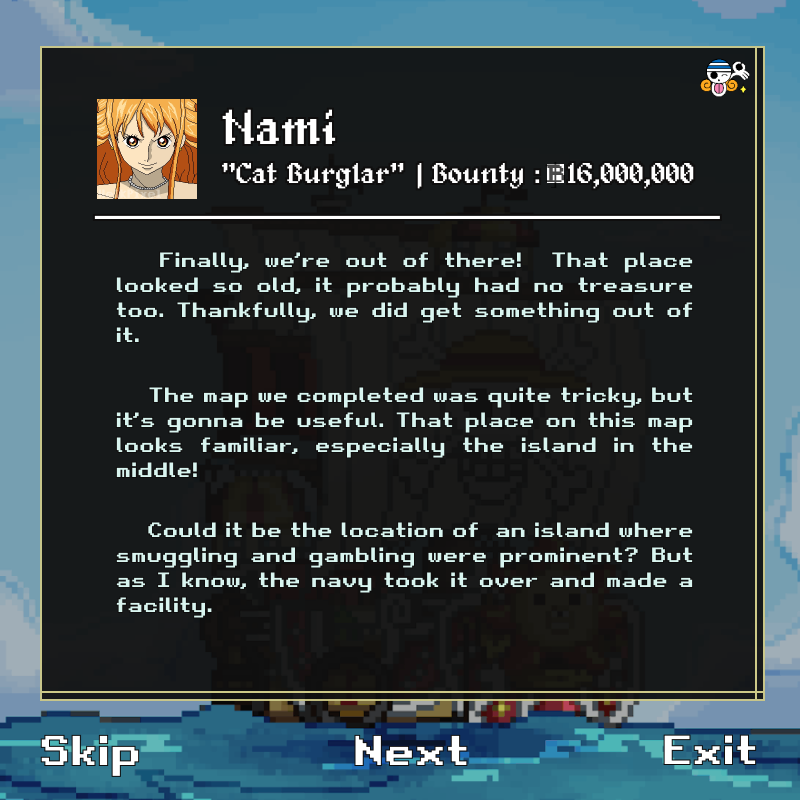 Nami
"Cat Burglar" | Bounty : 16,000,000
Finally, we're out of there! That place
looked so old, it probably had no treasure
too. Thankfully, we did get something out of
it.
The map we completed was quite tricky, but
it's gonna be useful. That place on this map
looks familiar, especially the island in the
middle!
Could it be the location of an island where
smuggling and gambling were prominent? But
as I know, the navy took it over and made a
facility.
Skip Next Exit